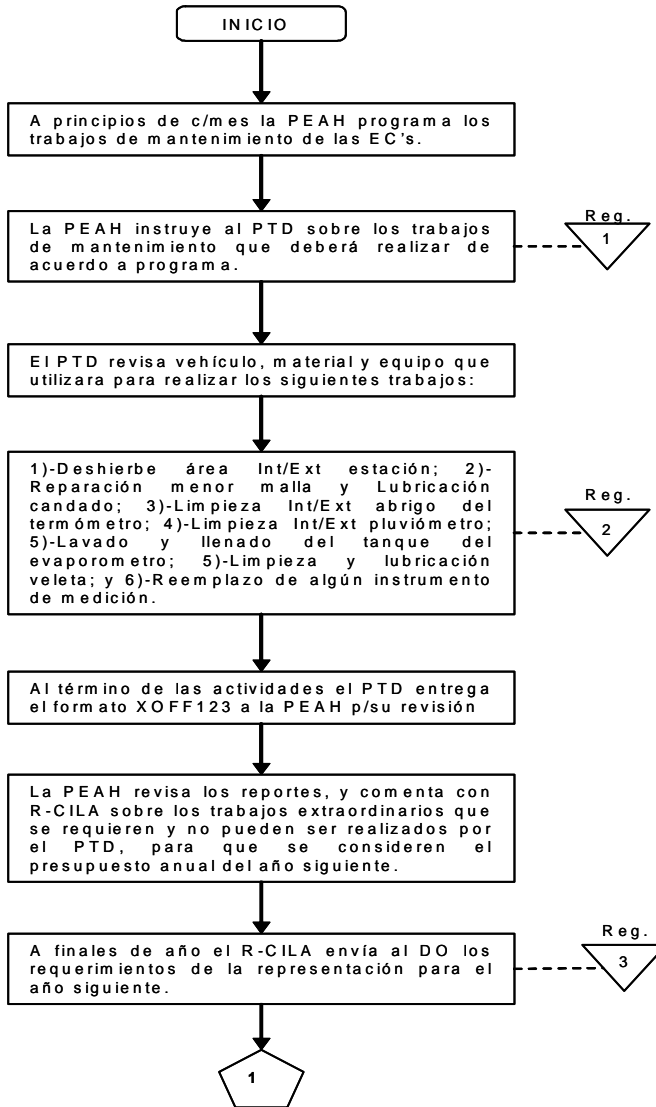 INICIO
A principios de c/mes la PEAH programa los
trabajos de mantenimiento de las EC's.
La PEAH instruye al PTD sobre los trabajos
de mantenimiento que deberá realizar de
acuerdo a programa.
Reg.
1
El PTD revisa vehículo, material y equipo que
utilizara para realizar los siguientes trabajos:
1)-Deshierbe área Int/Ext estación; 2)-
Reparación menor malla y Lubricación
candado; 3)-Limpieza Int/Ext abrigo del
termómetro; 4)-Limpieza Int/Ext pluviómetro;
5)-Lavado y llenado del tanque del
evaporometro; 5)-Limpieza y lubricación
veleta; y 6)-Reemplazo de algún instrumento
de medición.
Reg.
2
Al término de las actividades el PTD entrega
el formato XOFF123 a la PEAH p/su revisión
La PEAH revisa los reportes, y comenta con
R-CILA sobre los trabajos extraordinarios que
se requieren y no pueden ser realizados por
el PTD, para que se consideren el
presupuesto anual del año siguiente.
A finales de año el R-CILA envía al DO los
requerimientos de la representación para el
año siguiente.
Reg.
3
1